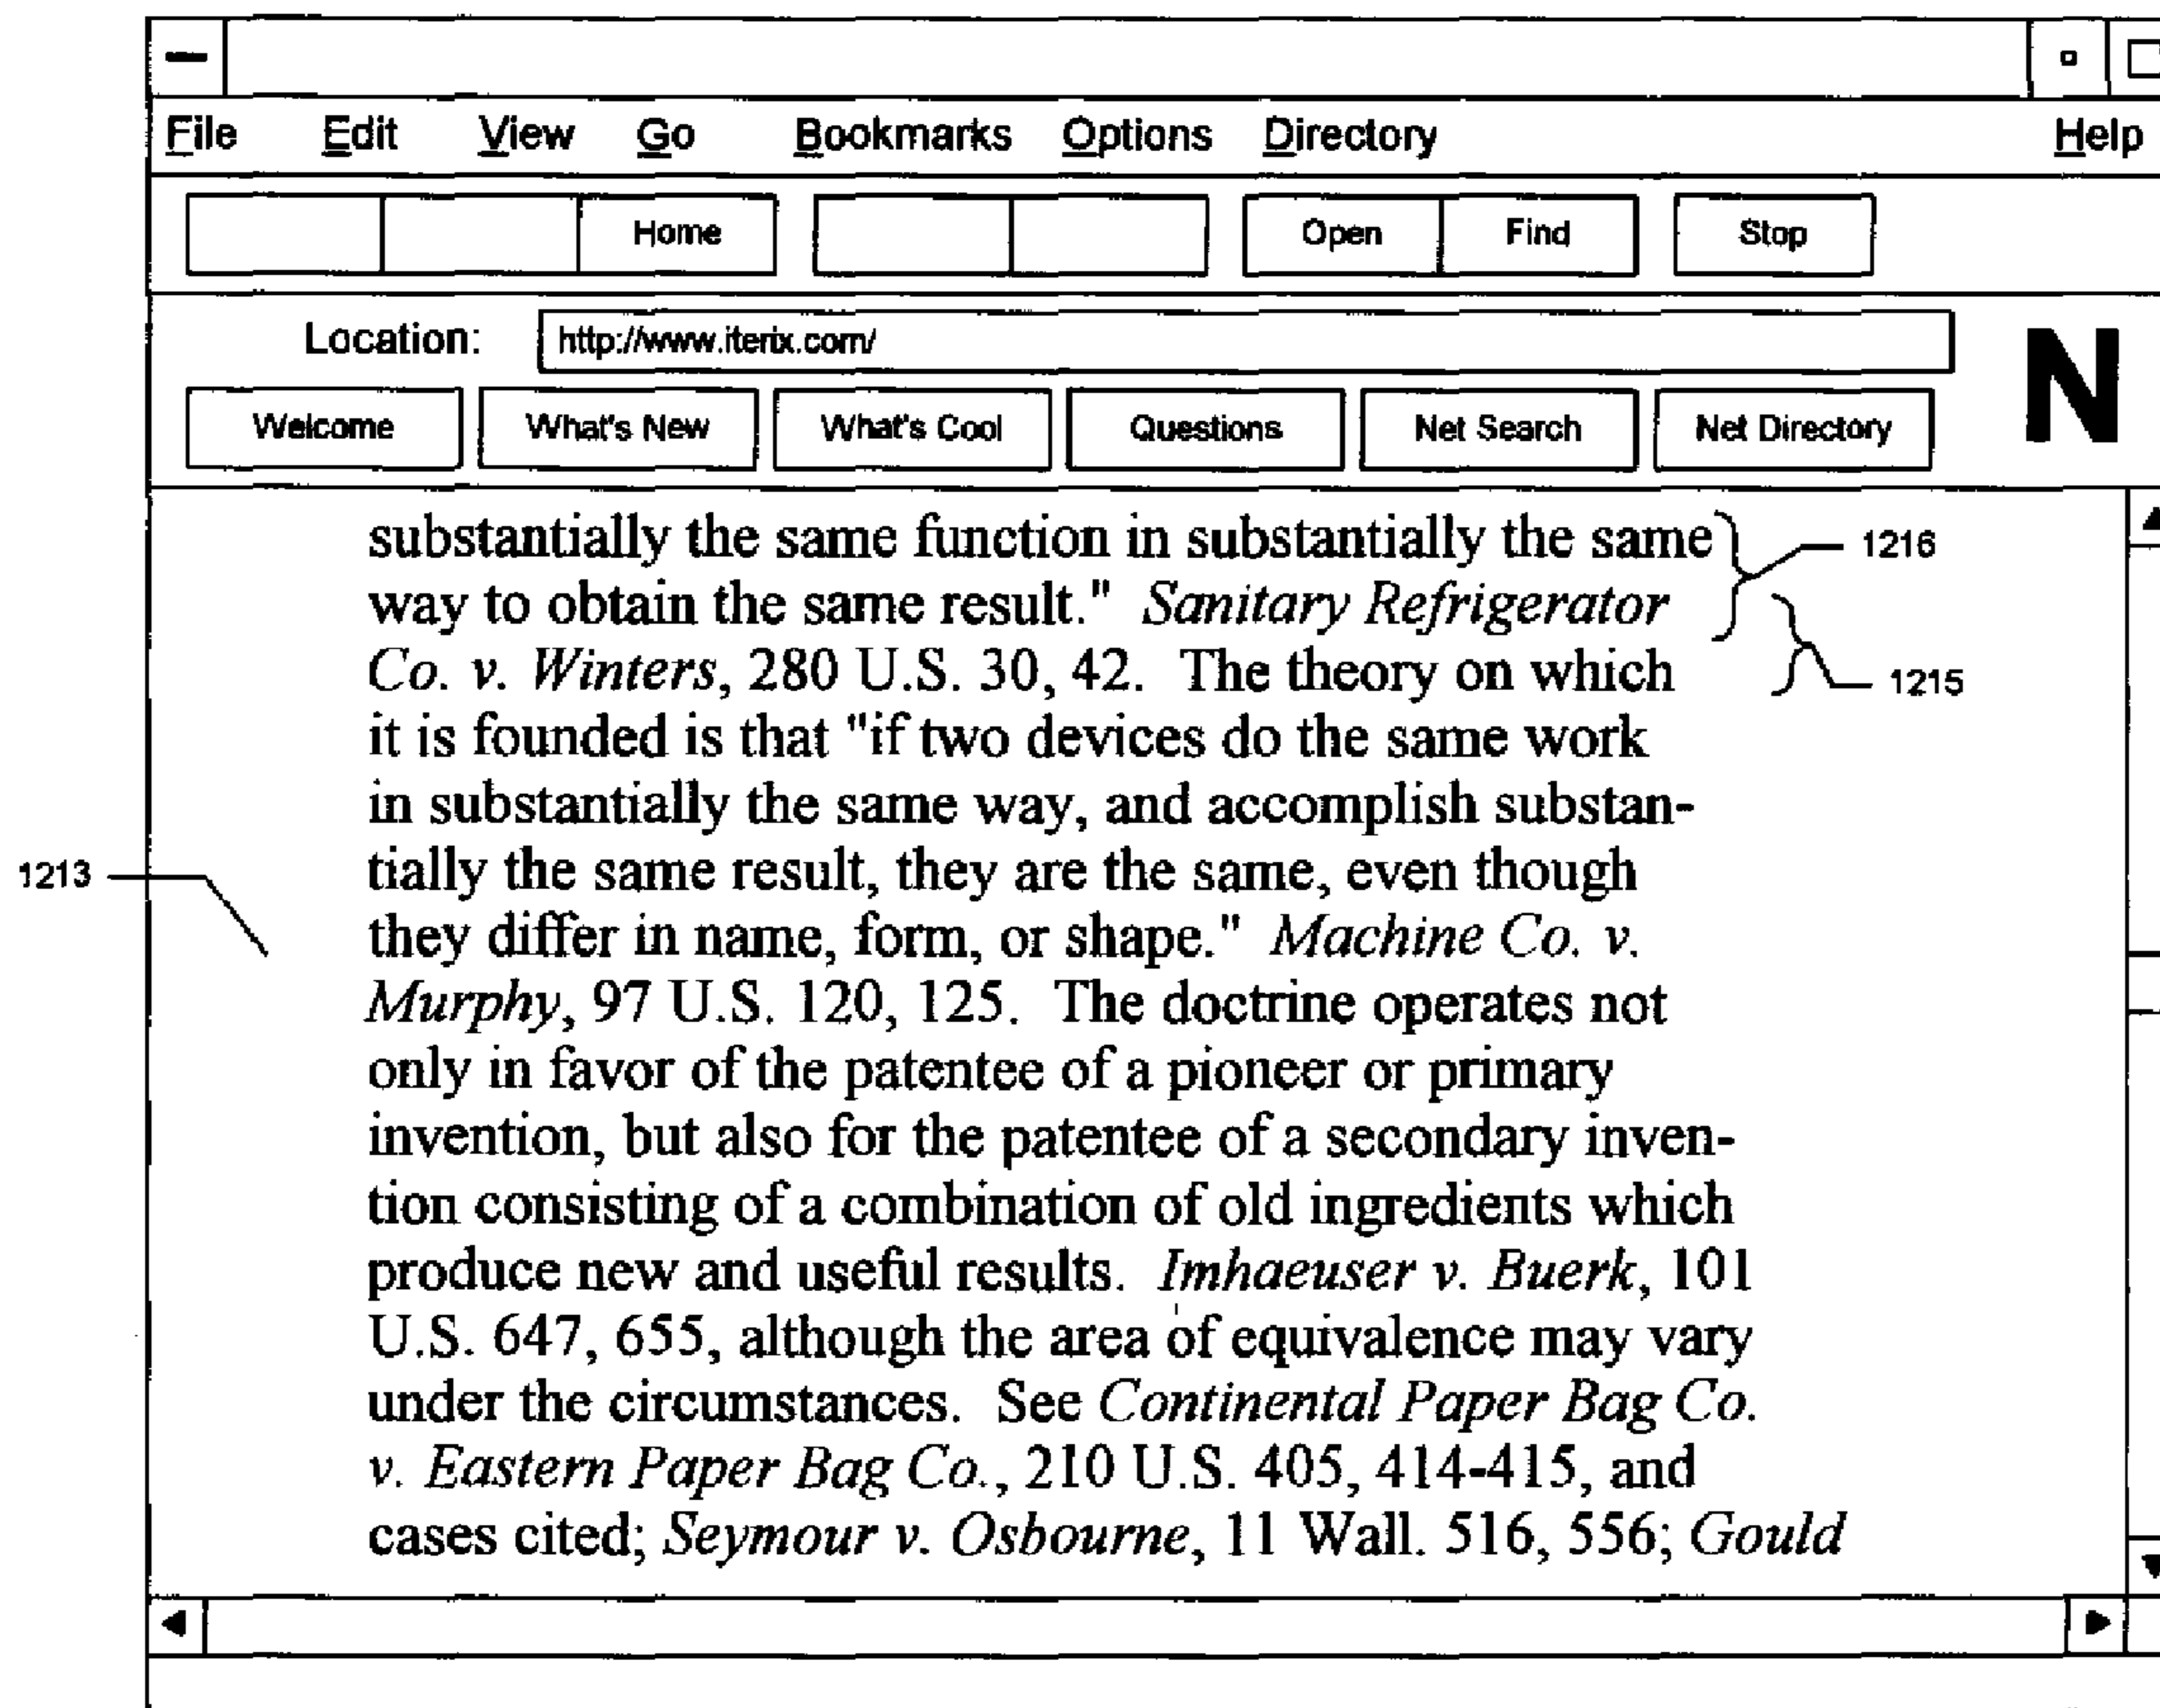 File Edit View Go Bookmarks Options Directory Help
Home Open Find Stop
Location: http://www.iterix.com/
N
Welcome What's New What's Cool Questions Net Search Net Directory
substantially the same function in substantially the same 1216
way to obtain the same result." Sanitary Refrigerator
Co. v. Winters, 280 U.S. 30, 42. The theory on which 1215
it is founded is that "if two devices do the same work
in substantially the same way, and accomplish substan-
1213 tially the same result, they are the same, even though
they differ in name, form, or shape." Machine Co. v.
Murphy, 97 U.S. 120, 125. The doctrine operates not
only in favor of the patentee of a pioneer or primary
invention, but also for the patentee of a secondary inven-
tion consisting of a combination of old ingredients which
produce new and useful results. Imhaeuser v. Buerk, 101
U.S. 647, 655, although the area of equivalence may vary
under the circumstances. See Continental Paper Bag Co.
v. Eastern Paper Bag Co., 210 U.S. 405, 414-415, and
cases cited; Seymour v. Osbourne, 11 Wall. 516, 556; Gould